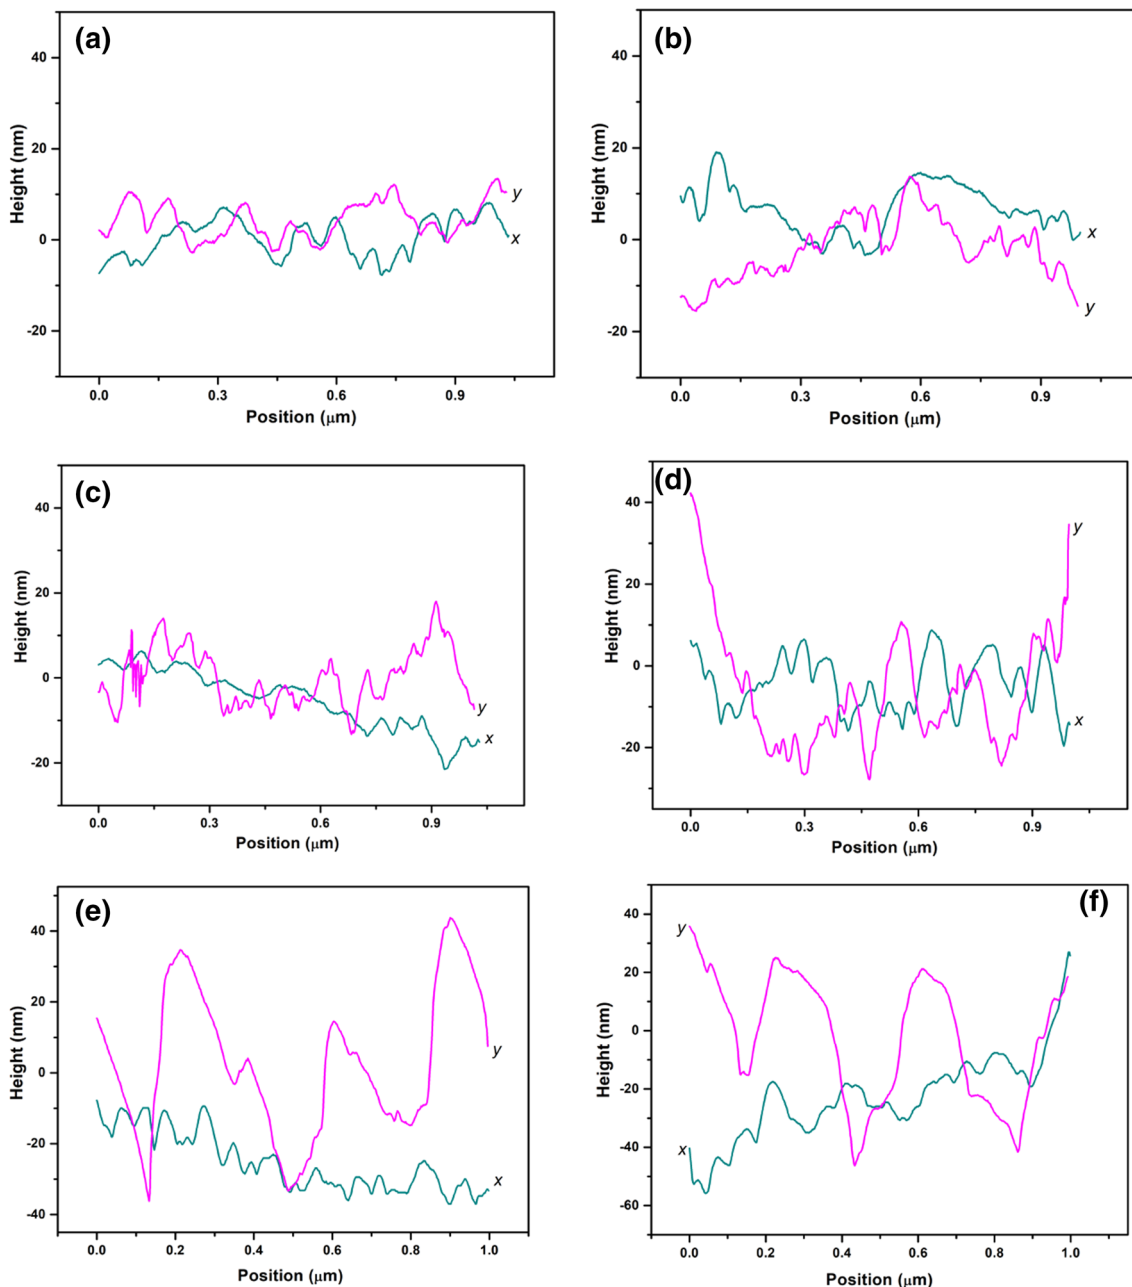 (a)
Height (nm)
40
20
0
-20
0.0 0.3 0.6 0.9
Position (μm)
y
x
(b)
Height (nm)
40
20
0
-20
0.0 0.3 0.6 0.9
Position (μm)
x
y
(c)
Height (nm)
40
20
0
-20
0.0 0.3 0.6 0.9
Position (μm)
y
x
(d)
Height (nm)
40
20
0
-20
0.0 0.3 0.6 0.9
Position (μm)
y
x
(e)
Height (nm)
40
20
0
-20
-40
0.0 0.2 0.4 0.6 0.8 1.0
Position (μm)
y
x
(f)
Height (nm)
40
20
0
-20
-40
-60
0.0 0.2 0.4 0.6 0.8 1.0
Position (μm)
y
x